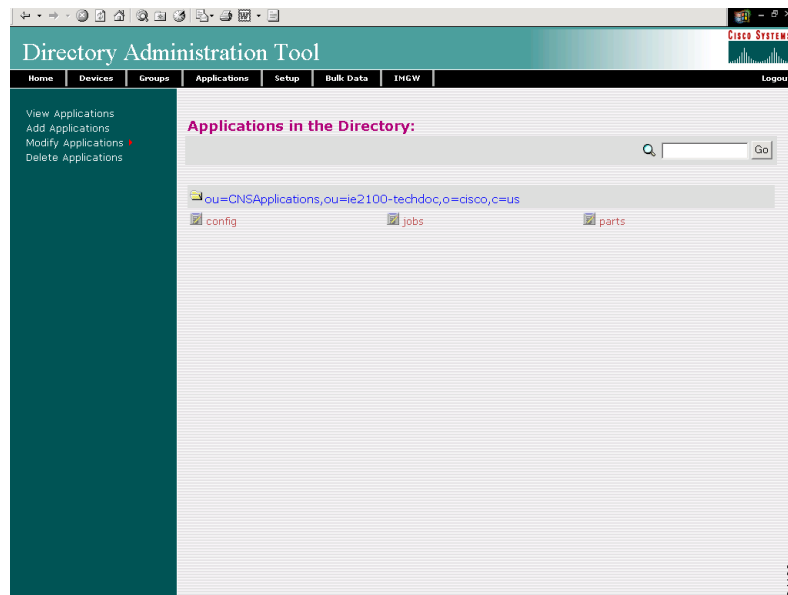 CISCO SYSTEMS
Directory Administration Tool
Home Devices Groups Applications Setup Bulk Data IMGW Logou
View Applications
Add Applications
Modify Applications
Delete Applications
Applications in the Directory:
Go
ou=CNSApplications,ou=ie2100-techdoc,o=cisco,c=us
config jobs parts